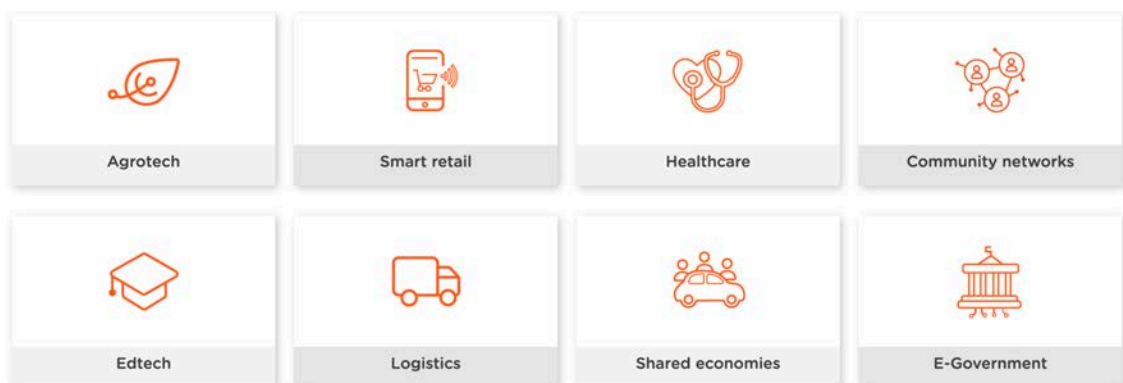 Agrotech
Smart retail
Healthcare
Community networks
Edtech
Logistics
Shared economies
E-Government